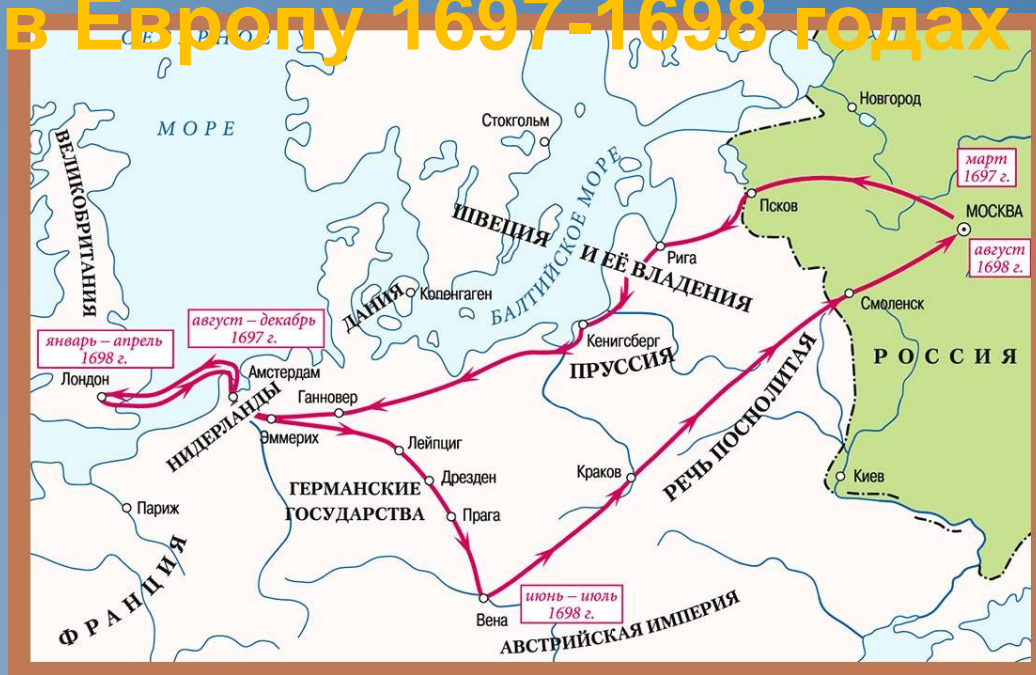 в Европу 1697-1698 годах
СЕВЕРНОЕ
МОРЕ
ВЕЛИКОБРИТАНИЯ
Стокгольм
Новгород
март
1697 г.
МОСКВА
август
1698 г.
Псков
Рига
ШВЕЦИЯ И ЕЁ ВЛАДЕНИЯ
БАЛТИЙСКОЕ МОРЕ
ДАНИЯ
Копенгаген
Смоленск
РОССИЯ
Кенигсберг
ПРУССИЯ
август – декабрь
1697 г.
январь – апрель
1698 г.
Лондон
Амстердам
НИДЕРЛАНДЫ
Ганновер
Эммерих
Лейпциг
Дрезден
Прага
ГЕРМАНСКИЕ
ГОСУДАРСТВА
Краков
РЕЧЬ ПОСПОЛИТАЯ
Киев
Париж
ФРАНЦИЯ
Вена
июнь – июль
1698 г.
АВСТРИЙСКАЯ ИМПЕРИЯ